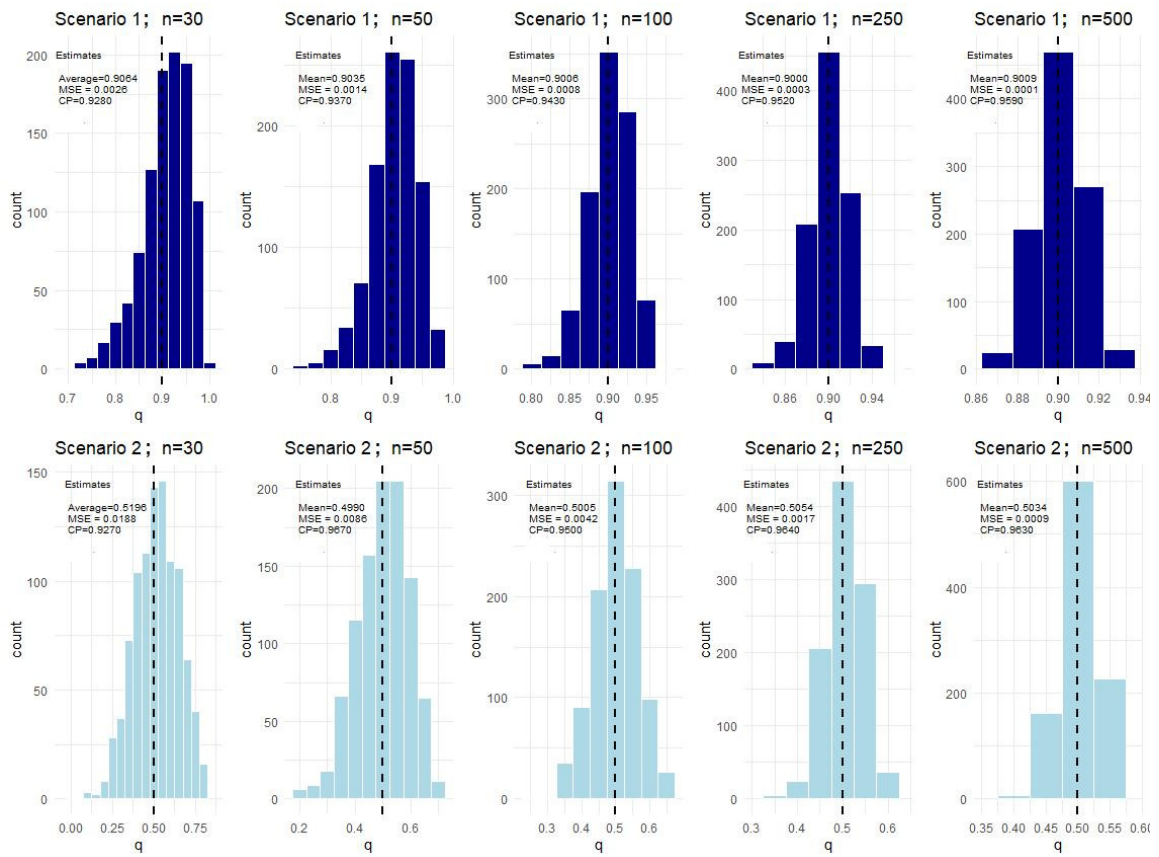 Scenario 1; n=30
Estimates
Average=0.9064
MSE = 0.0026
CP=0.9280
200
150
100
50
0
count
0.7 0.8 0.9 1.0
q
Scenario 1; n=50
Estimates
Mean=0.9035
MSE = 0.0014
CP=0.9370
200
100
0
count
0.8 0.9 1.0
q
Scenario 1; n=100
Estimates
Mean=0.9006
MSE = 0.0008
CP=0.9430
300
200
100
0
count
0.80 0.85 0.90 0.95
q
Scenario 1; n=250
Estimates
Mean=0.9000
MSE = 0.0003
CP=0.9520
400
300
200
100
0
count
0.86 0.90 0.94
q
Scenario 1; n=500
Estimates
Mean=0.9009
MSE = 0.0001
CP=0.9590
400
300
200
100
0
count
0.86 0.88 0.90 0.92 0.94
q
Scenario 2; n=30
Estimates
Average=0.5196
MSE = 0.0188
CP=0.9270
150
100
50
0
count
0.00 0.25 0.50 0.75
q
Scenario 2; n=50
Estimates
Mean=0.4990
MSE = 0.0086
CP=0.9670
200
150
100
50
0
count
0.2 0.4 0.6
q
Scenario 2; n=100
Estimates
Mean=0.5005
MSE = 0.0042
CP=0.9500
300
200
100
0
count
0.3 0.4 0.5 0.6
q
Scenario 2; n=250
Estimates
Mean=0.5054
MSE = 0.0017
CP=0.9640
400
300
200
100
0
count
0.3 0.4 0.5 0.6
q
Scenario 2; n=500
Estimates
Mean=0.5034
MSE = 0.0009
CP=0.9630
600
400
200
0
count
0.35 0.40 0.45 0.50 0.55 0.60
q